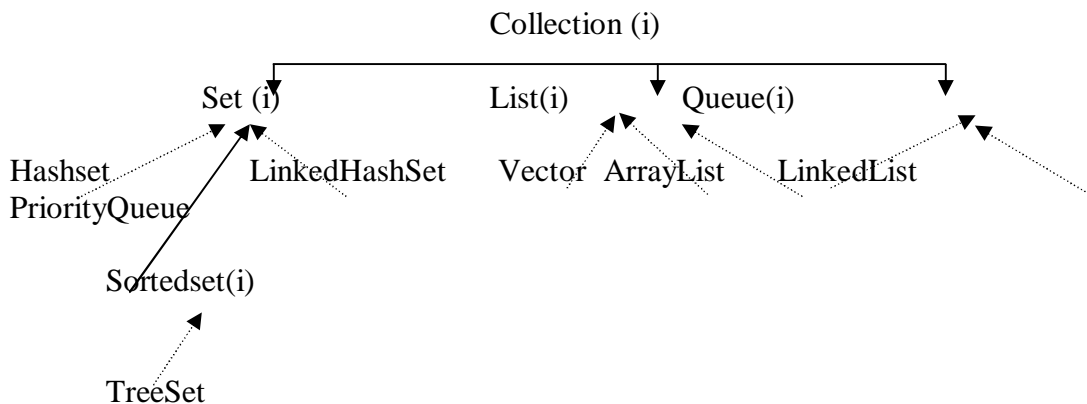 Collection (i)
Set (i) List(i) Queue(i)
Hashset LinkedHashSet Vector ArrayList LinkedList
PriorityQueue
Sortedset(i)
TreeSet